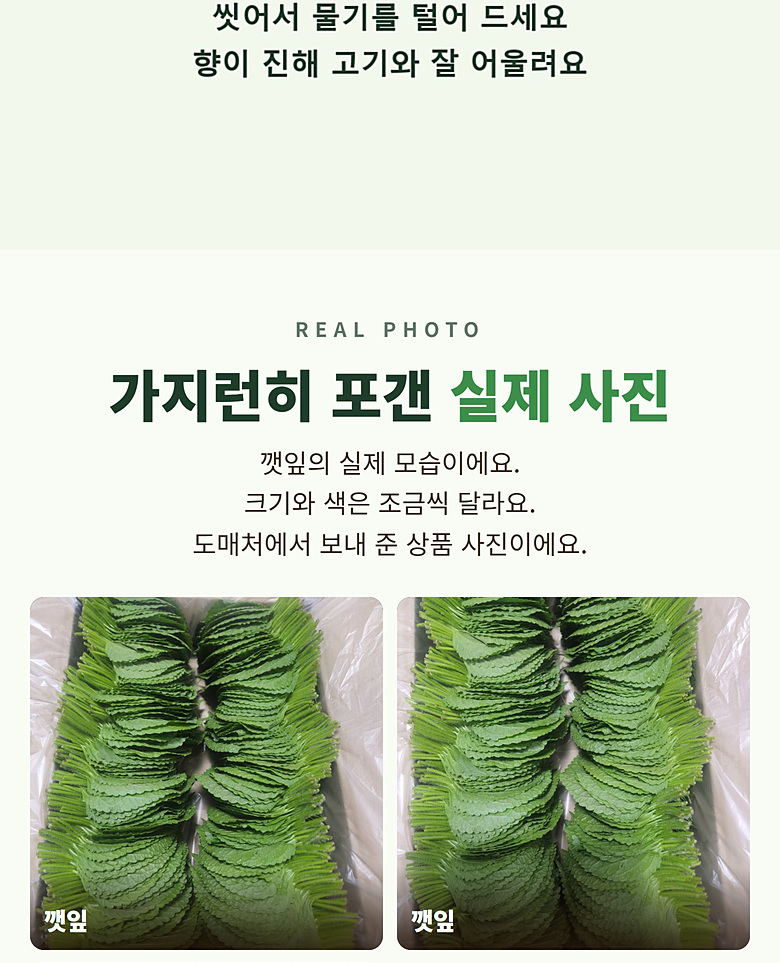 씻어서 물기를 털어 드세요
향이 진해 고기와 잘 어울려요
REAL PHOTO
가지런히 포갠 실제 사진
깻잎의 실제 모습이에요.
크기와 색은 조금씩 달라요.
도매처에서 보내 준 상품 사진이에요.
깻잎
깻잎